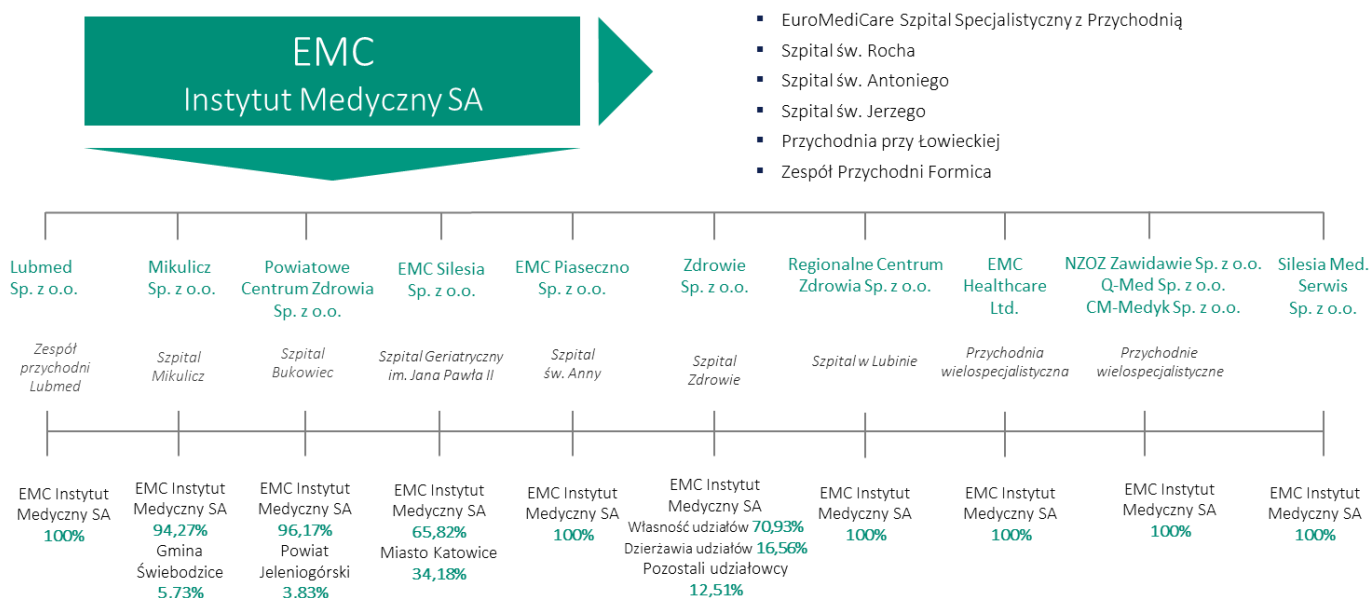 EMC
Instytut Medyczny SA
▪ EuroMediCare Szpital Specjalistyczny z Przychodnią
▪ Szpital św. Rocha
▪ Szpital św. Antoniego
▪ Szpital św. Jerzego
▪ Przychodnia przy Łowieckiej
▪ Zespół Przychodni Formica
Lubmed
Sp. z o.o.
Mikulicz
Sp. z o.o.
Powiatowe
Centrum Zdrowia
Sp. z o.o.
EMC Silesia
Sp. z o.o.
EMC Piaseczno
Sp. z o.o.
Zdrowie
Sp. z o.o.
Regionalne Centrum
Zdrowia Sp. z o.o.
EMC
Healthcare
Ltd.
NZOZ Zawidawie Sp. z o.o.
Q-Med Sp. z o.o.
CM-Medyk Sp. z o.o.
Silesia Med.
Serwis
Sp. z o.o.
Zespół
przychodni
Lubmed
Szpital
Mikulicz
Szpital
Bukowiec
Szpital Geriatryczny
im. Jana Pawła II
Szpital
św. Anny
Szpital
Zdrowie
Szpital w Lubinie
Przychodnia
wielospecjalistyczna
Przychodnie
wielospecjalistyczne
EMC Instytut
Medyczny SA
100%
EMC Instytut
Medyczny SA
94,27%
Gmina
Świebodzice
5.73%
EMC Instytut
Medyczny SA
96,17%
Powiat
Jeleniogórski
3.83%
EMC Instytut
Medyczny SA
65,82%
Miasto Katowice
34,18%
EMC Instytut
Medyczny SA
100%
EMC Instytut
Medyczny SA
Własność udziałów 70,93%
Dzierżawia udziałów 16,56%
Pozostali udziałowcy
12,51%
EMC Instytut
Medyczny SA
100%
EMC Instytut
Medyczny SA
100%
EMC Instytut
Medyczny SA
100%
EMC Instytut
Medyczny SA
100%